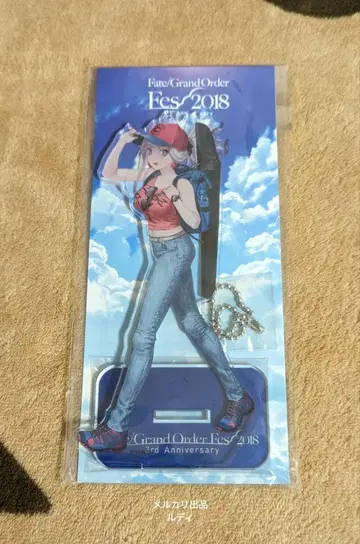 Fate/Grand Order
Fes/2018
/Grand Order Fes/2018
3rd Anniversary
メルカリ出品
ルディ